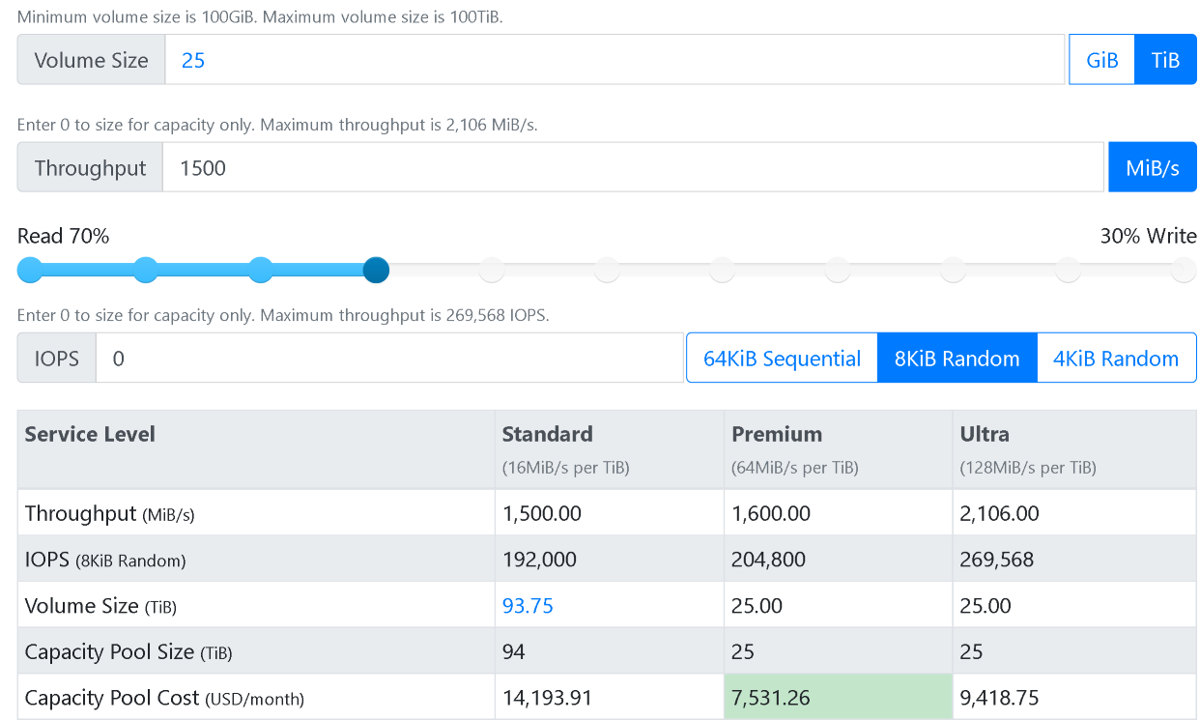 Minimum volume size is 100GiB. Maximum volume size is 100TiB.
Volume Size 25 GiB TiB
Enter 0 to size for capacity only. Maximum throughput is 2,106 MiB/s.
Throughput 1500 MiB/s
Read 70% 30% Write
Enter 0 to size for capacity only. Maximum throughput is 269,568 IOPS.
IOPS 0 64KiB Sequential 8KiB Random 4KiB Random
Service Level Standard Premium Ultra
(16MiB/s per TiB) (64MiB/s per TiB) (128MiB/s per TiB)
Throughput (MiB/s) 1,500.00 1,600.00 2,106.00
IOPS (8KiB Random) 192,000 204,800 269,568
Volume Size (TiB) 93.75 25.00 25.00
Capacity Pool Size (TiB) 94 25 25
Capacity Pool Cost (USD/month) 14,193.91 7,531.26 9,418.75